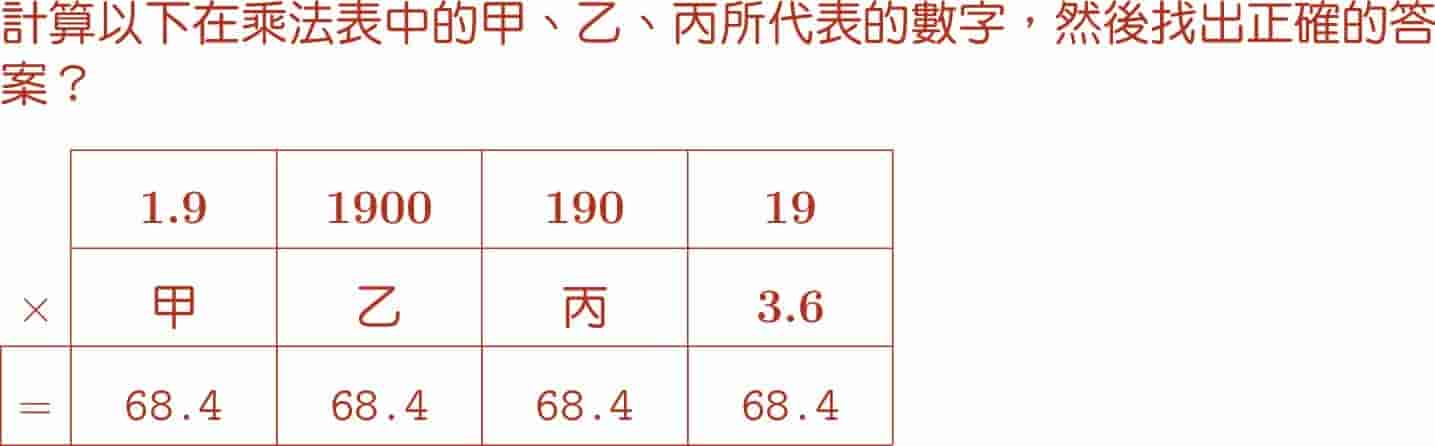 計算以下在乘法表中的甲、乙、丙所代表的數字，然後找出正確的答
案？
1.9 1900 190 19
× 甲 乙 丙 3.6
= 68.4 68.4 68.4 68.4